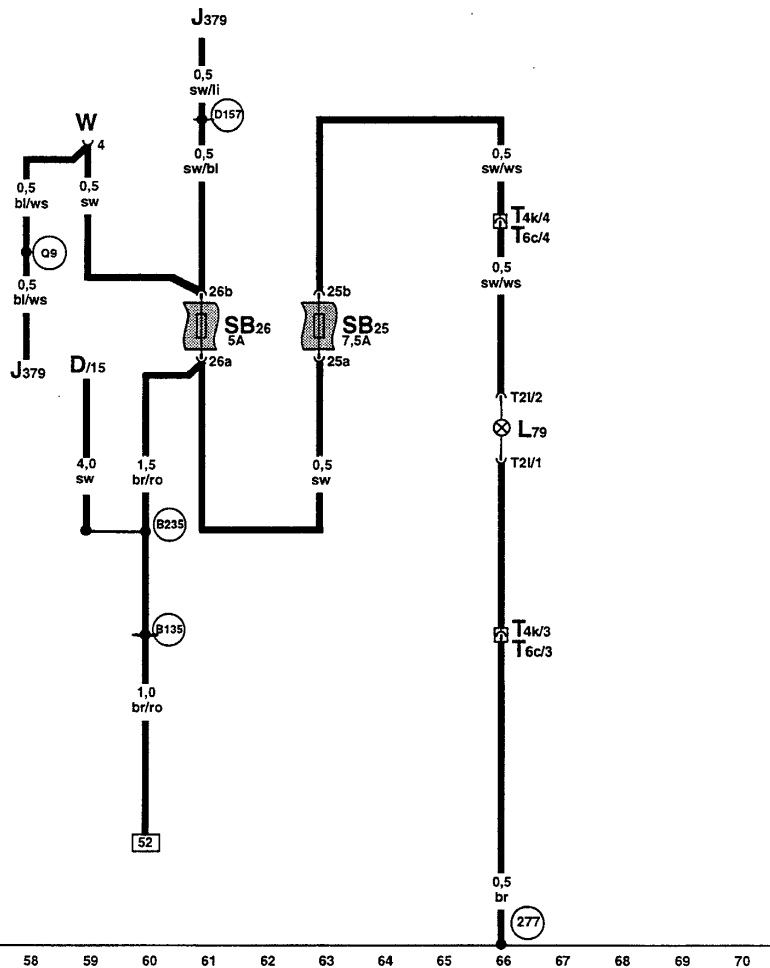 J379
0,5
sw/li
D157
W
4
0,5
bl/ws
0,5
sw
0,5
sw/bl
0,5
sw/ws
T4k/4
T6c/4
Q9
0,5
bl/ws
0,5
sw/ws
26b
25b
SB26
5A
SB25
7,5A
J379
D/15
26a
25a
T2l/2
L79
T2l/1
4,0
sw
1,5
br/ro
0,5
sw
B235
B135
T4k/3
T6c/3
1,0
br/ro
52
0,5
br
277
58 59 60 61 62 63 64 65 66 67 68 69 70